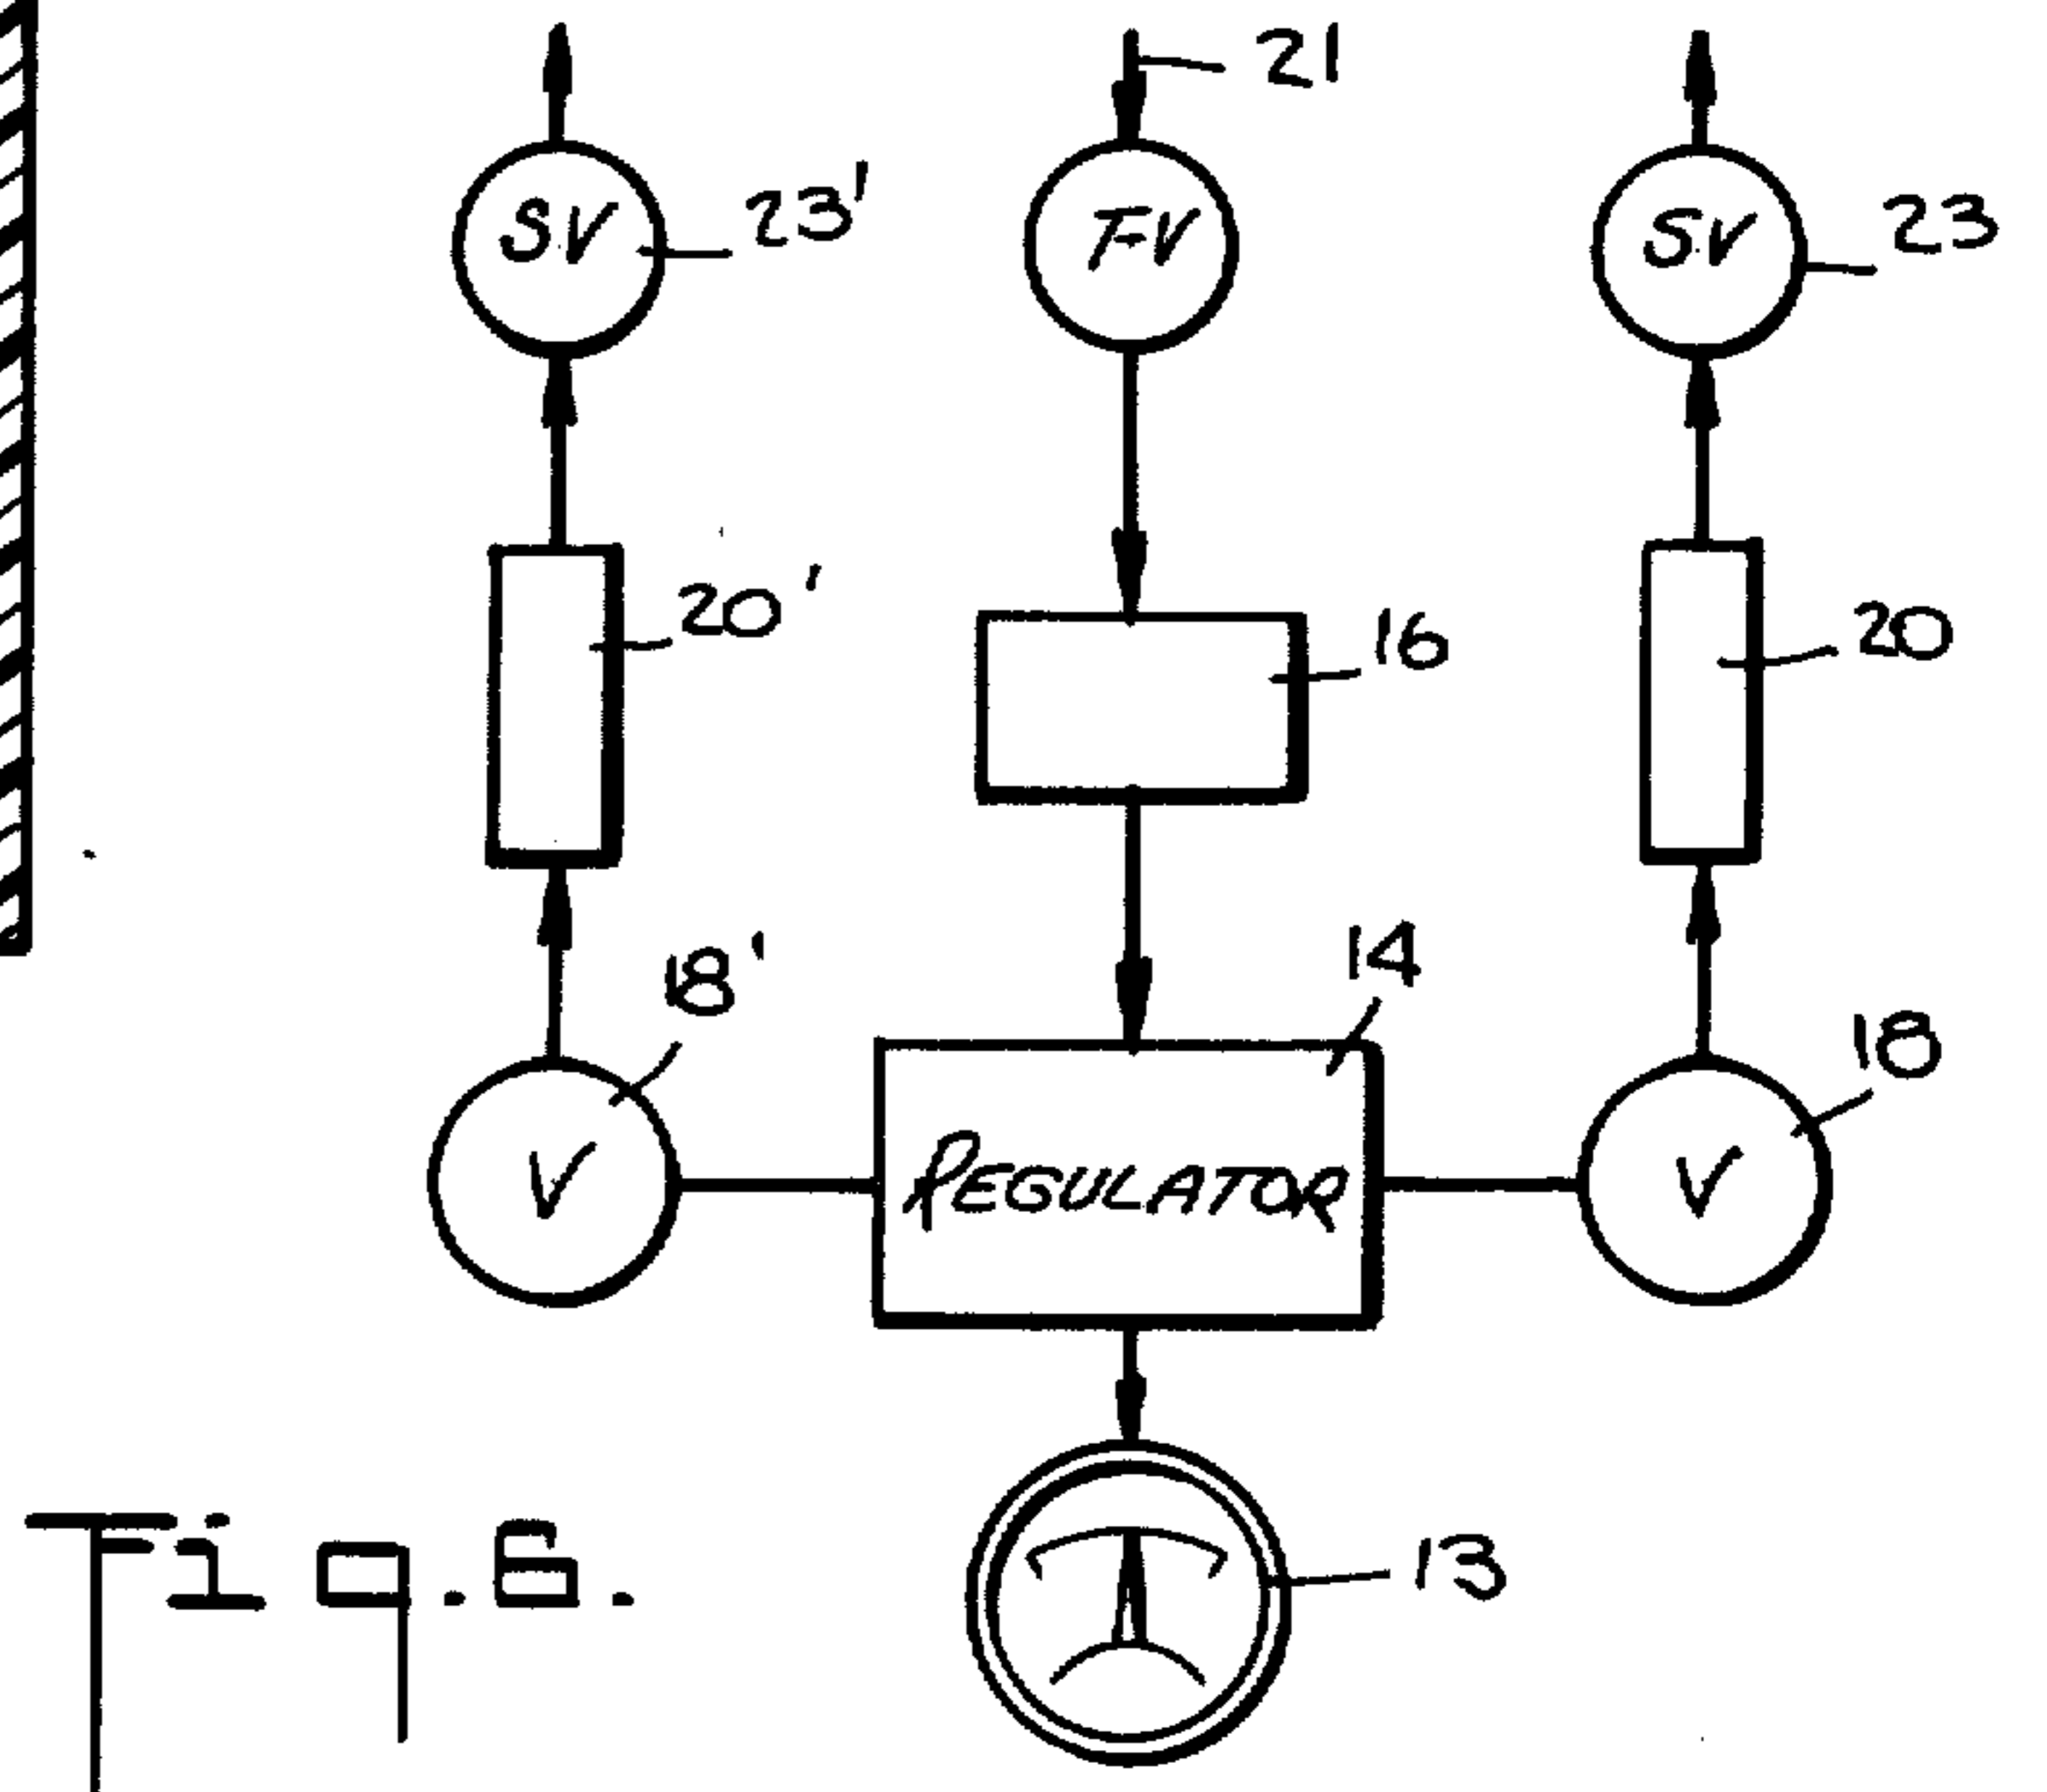 21
SV
23'
FV
SV
23
20'
16
20
14
18'
18
V
REGULATOR
V
13
Fig.6.